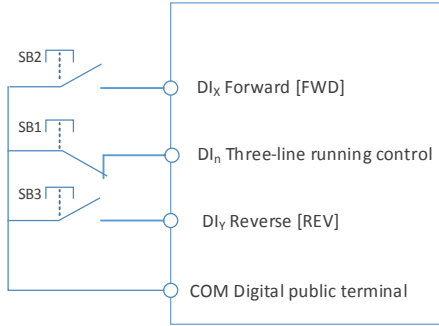 SB2
DIX Forward [FWD]
SB1
DIn Three-line running control
SB3
DIY Reverse [REV]
COM Digital public terminal